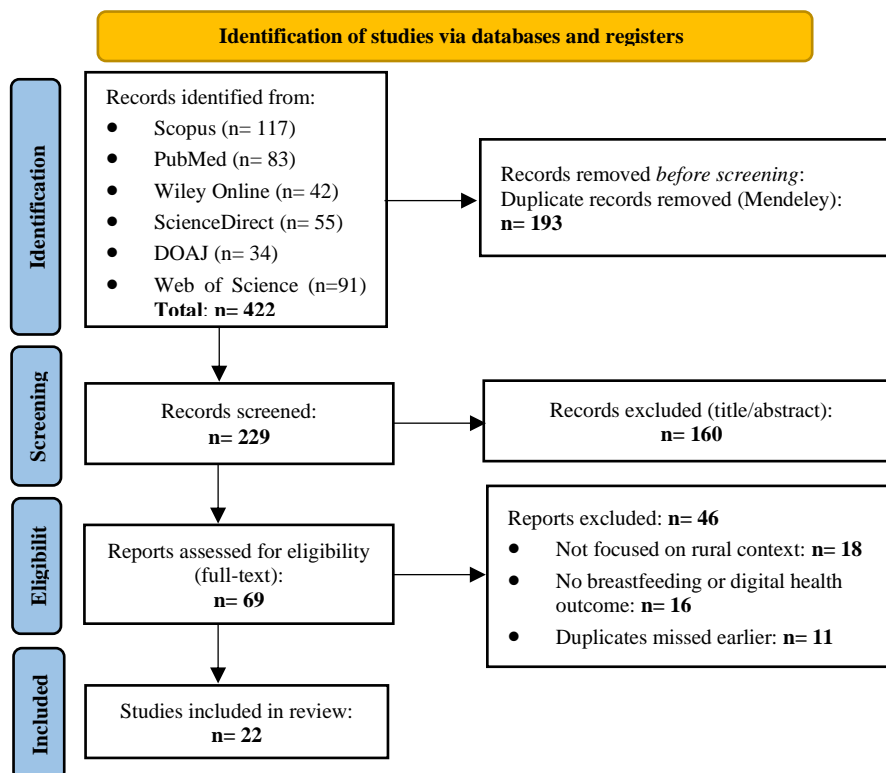 Identification of studies via databases and registers
Identification
Records identified from:
● Scopus (n= 117)
● PubMed (n= 83)
● Wiley Online (n= 42)
● ScienceDirect (n= 55)
● DOAJ (n= 34)
● Web of Science (n=91)
Total: n= 422
Records removed before screening:
Duplicate records removed (Mendeley):
n= 193
Screening
Records screened:
n= 229
Records excluded (title/abstract):
n= 160
Eligibilit
Reports assessed for eligibility
(full-text):
n= 69
Reports excluded: n= 46
● Not focused on rural context: n= 18
● No breastfeeding or digital health
outcome: n= 16
● Duplicates missed earlier: n= 11
Included
Studies included in review:
n= 22